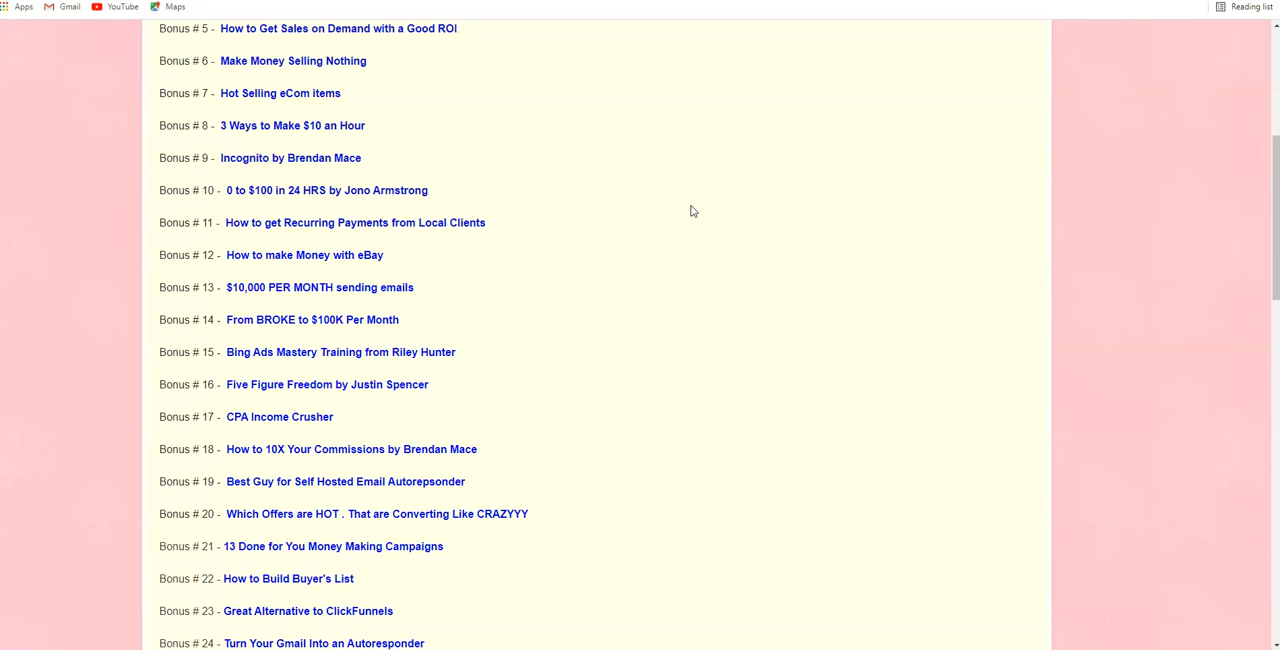 Apps Gmail YouTube Maps Reading list
Bonus # 5 - How to Get Sales on Demand with a Good ROI
Bonus # 6 - Make Money Selling Nothing
Bonus # 7 - Hot Selling eCom items
Bonus # 8 - 3 Ways to Make $10 an Hour
Bonus # 9 - Incognito by Brendan Mace
Bonus # 10 - 0 to $100 in 24 HRS by Jono Armstrong
Bonus # 11 - How to get Recurring Payments from Local Clients
Bonus # 12 - How to make Money with eBay
Bonus # 13 - $10,000 PER MONTH sending emails
Bonus # 14 - From BROKE to $100K Per Month
Bonus # 15 - Bing Ads Mastery Training from Riley Hunter
Bonus # 16 - Five Figure Freedom by Justin Spencer
Bonus # 17 - CPA Income Crusher
Bonus # 18 - How to 10X Your Commissions by Brendan Mace
Bonus # 19 - Best Guy for Self Hosted Email Autorepsonder
Bonus # 20 - Which Offers are HOT . That are Converting Like CRAZYYY
Bonus # 21 - 13 Done for You Money Making Campaigns
Bonus # 22 - How to Build Buyer's List
Bonus # 23 - Great Alternative to ClickFunnels
Bonus # 24 - Turn Your Gmail Into an Autoresponder